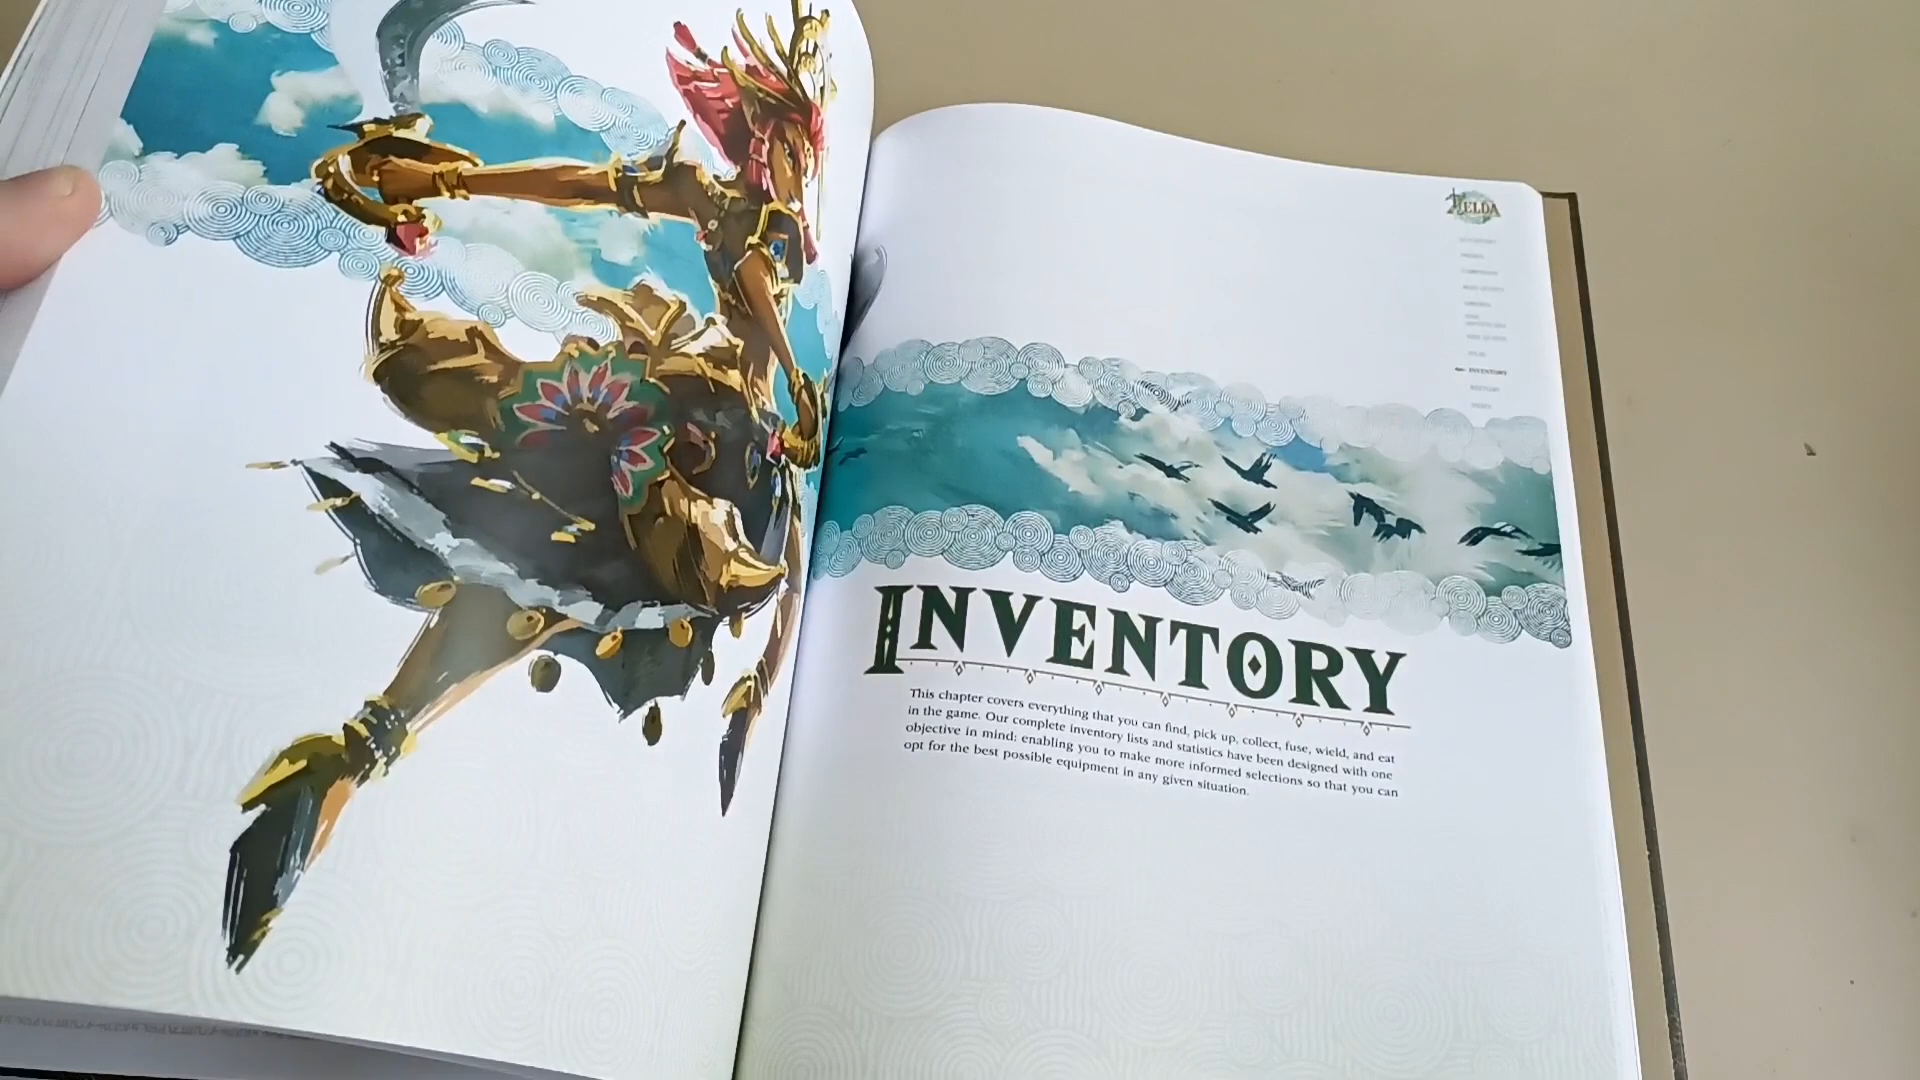 ZELDA
INVENTORY
INVENTORY
This chapter covers everything that you can find, pick up, collect, fuse, wield, and eat
in the game. Our complete inventory lists and statistics have been designed with one
objective in mind: enabling you to make more informed selections so that you can
opt for the best possible equipment in any given situation.